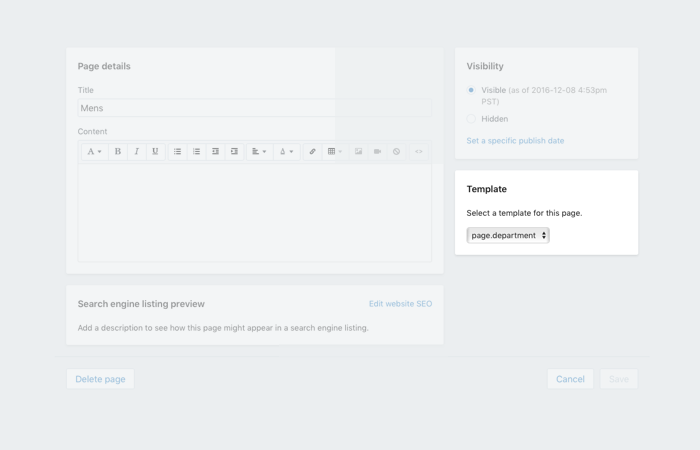 Page details
Title
Mens
Content
A
B
I
U
A
<>
Search engine listing preview
Edit website SEO
Add a description to see how this page might appear in a search engine listing.
Delete page
Visibility
Visible (as of 2016-12-08 4:53pm
PST)
Hidden
Set a specific publish date
Template
Select a template for this page.
page.department
Cancel
Save